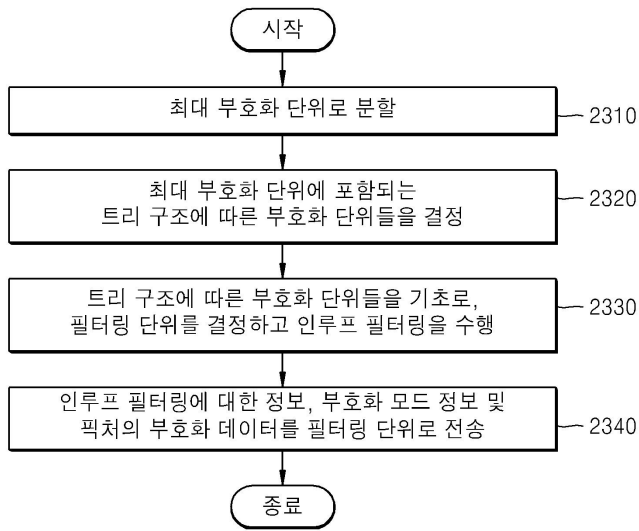 시작
최대 부호화 단위로 분할
2310
최대 부호화 단위에 포함되는
트리 구조에 따른 부호화 단위들을 결정
2320
트리 구조에 따른 부호화 단위들을 기초로,
필터링 단위를 결정하고 인루프 필터링을 수행
2330
인루프 필터링에 대한 정보, 부호화 모드 정보 및
픽처의 부호화 데이터를 필터링 단위로 전송
2340
종료